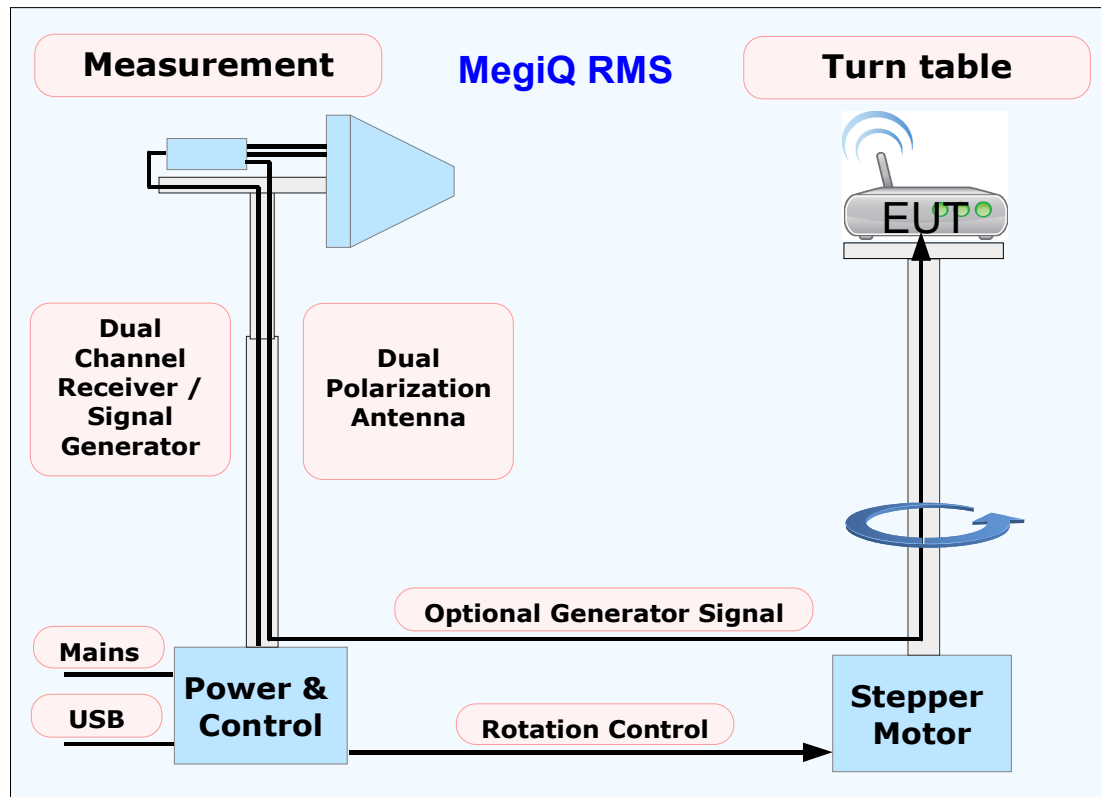 Measurement
MegiQ RMS
Turn table
EUT
Dual
Channel
Receiver /
Signal
Generator
Dual
Polarization
Antenna
Optional Generator Signal
Mains
USB
Power &
Control
Rotation Control
Stepper
Motor